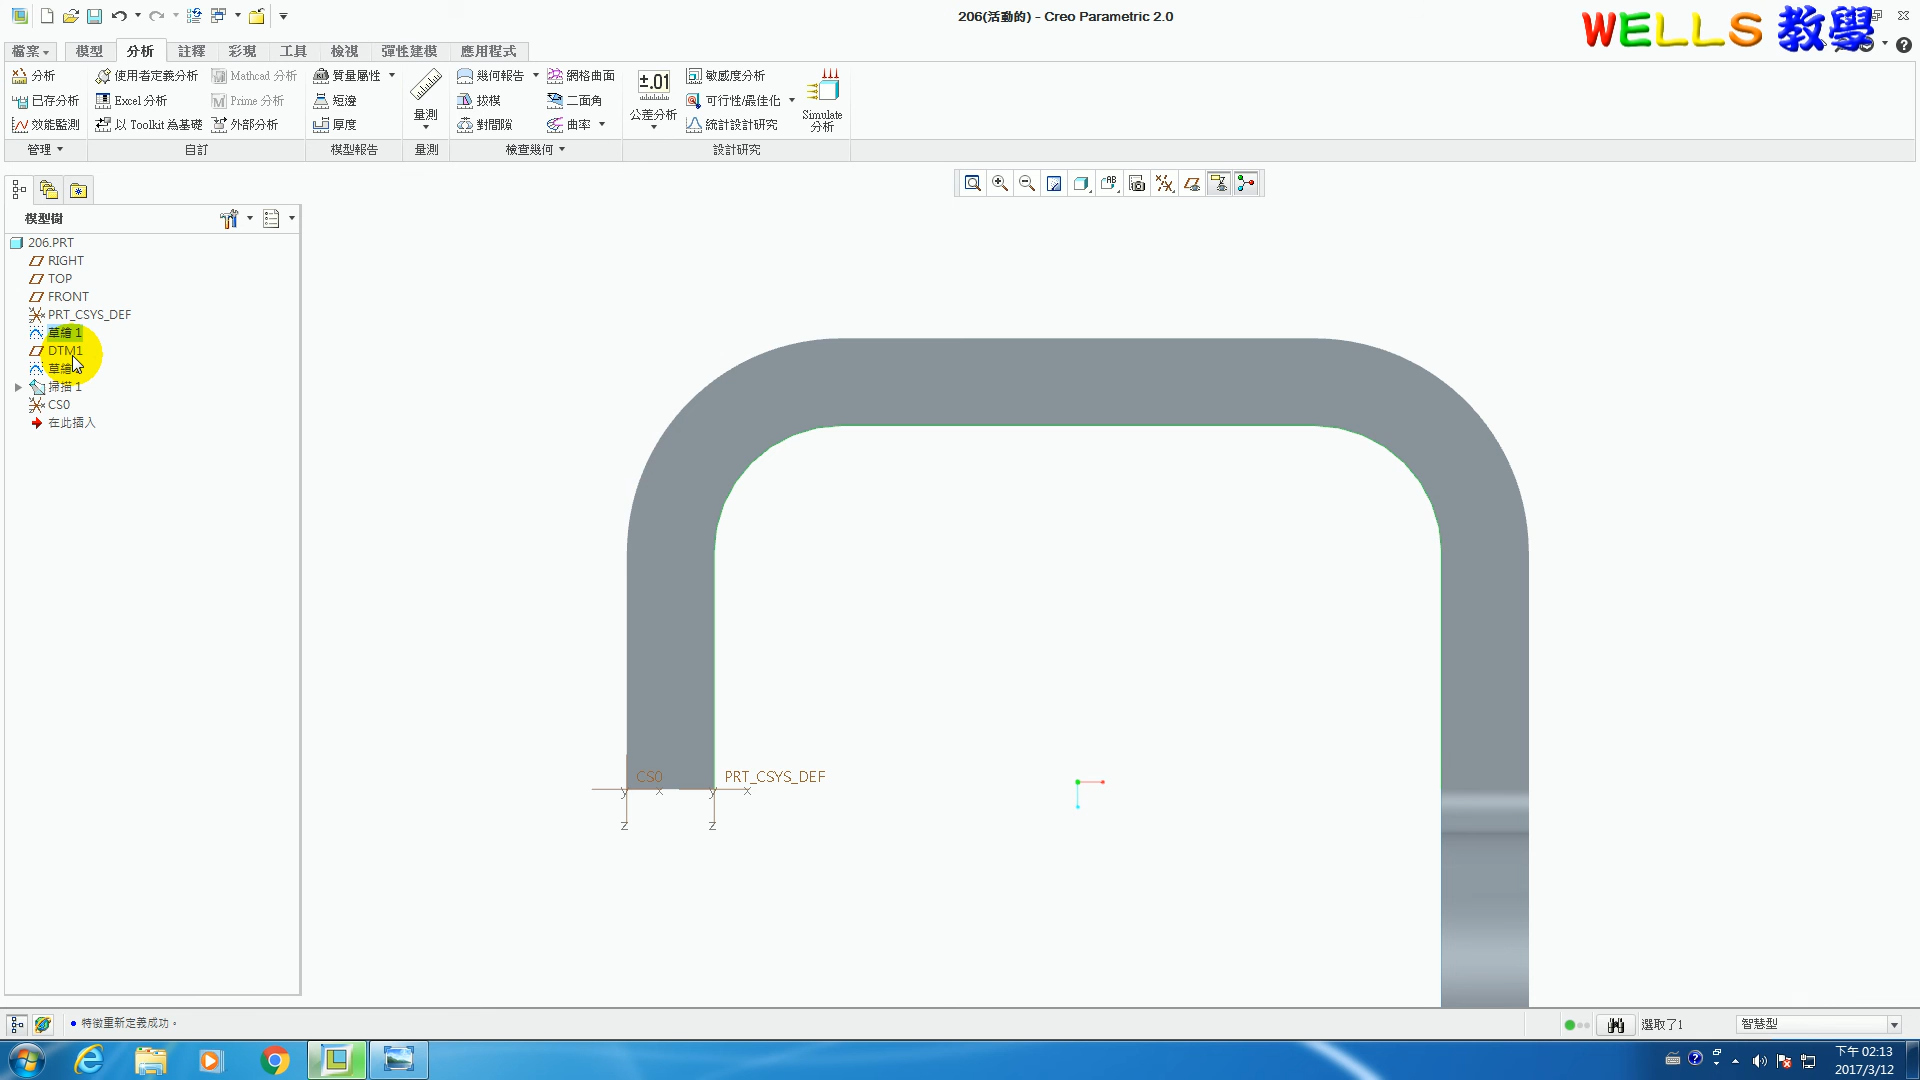 206(活動的) - Creo Parametric 2.0
WELLS 教學
檔案 模型 分析 註釋 彩現 工具 檢視 彈性建模 應用程式
分析 使用者定義分析 Mathcad 分析 質量屬性 幾何報告 網格曲面 敏感度分析
已存分析 Excel 分析 Prime 分析 短邊 拔模 二面角 可行性/最佳化
效能監測 以 Toolkit 為基礎 外部分析 厚度 對間隙 曲率 統計設計研究
量測 ±.01 公差分析 Simulate 分析
管理 自訂 模型報告 量測 檢查幾何 設計研究
模型樹
206.PRT
RIGHT
TOP
FRONT
PRT_CSYS_DEF
草繪 1
DTM1
草繪
掃描 1
CS0
在此插入
CS0 PRT_CSYS_DEF
y x y x
z z
特徵重新定義成功。
選取了1
智慧型
下午 02:13
2017/3/12